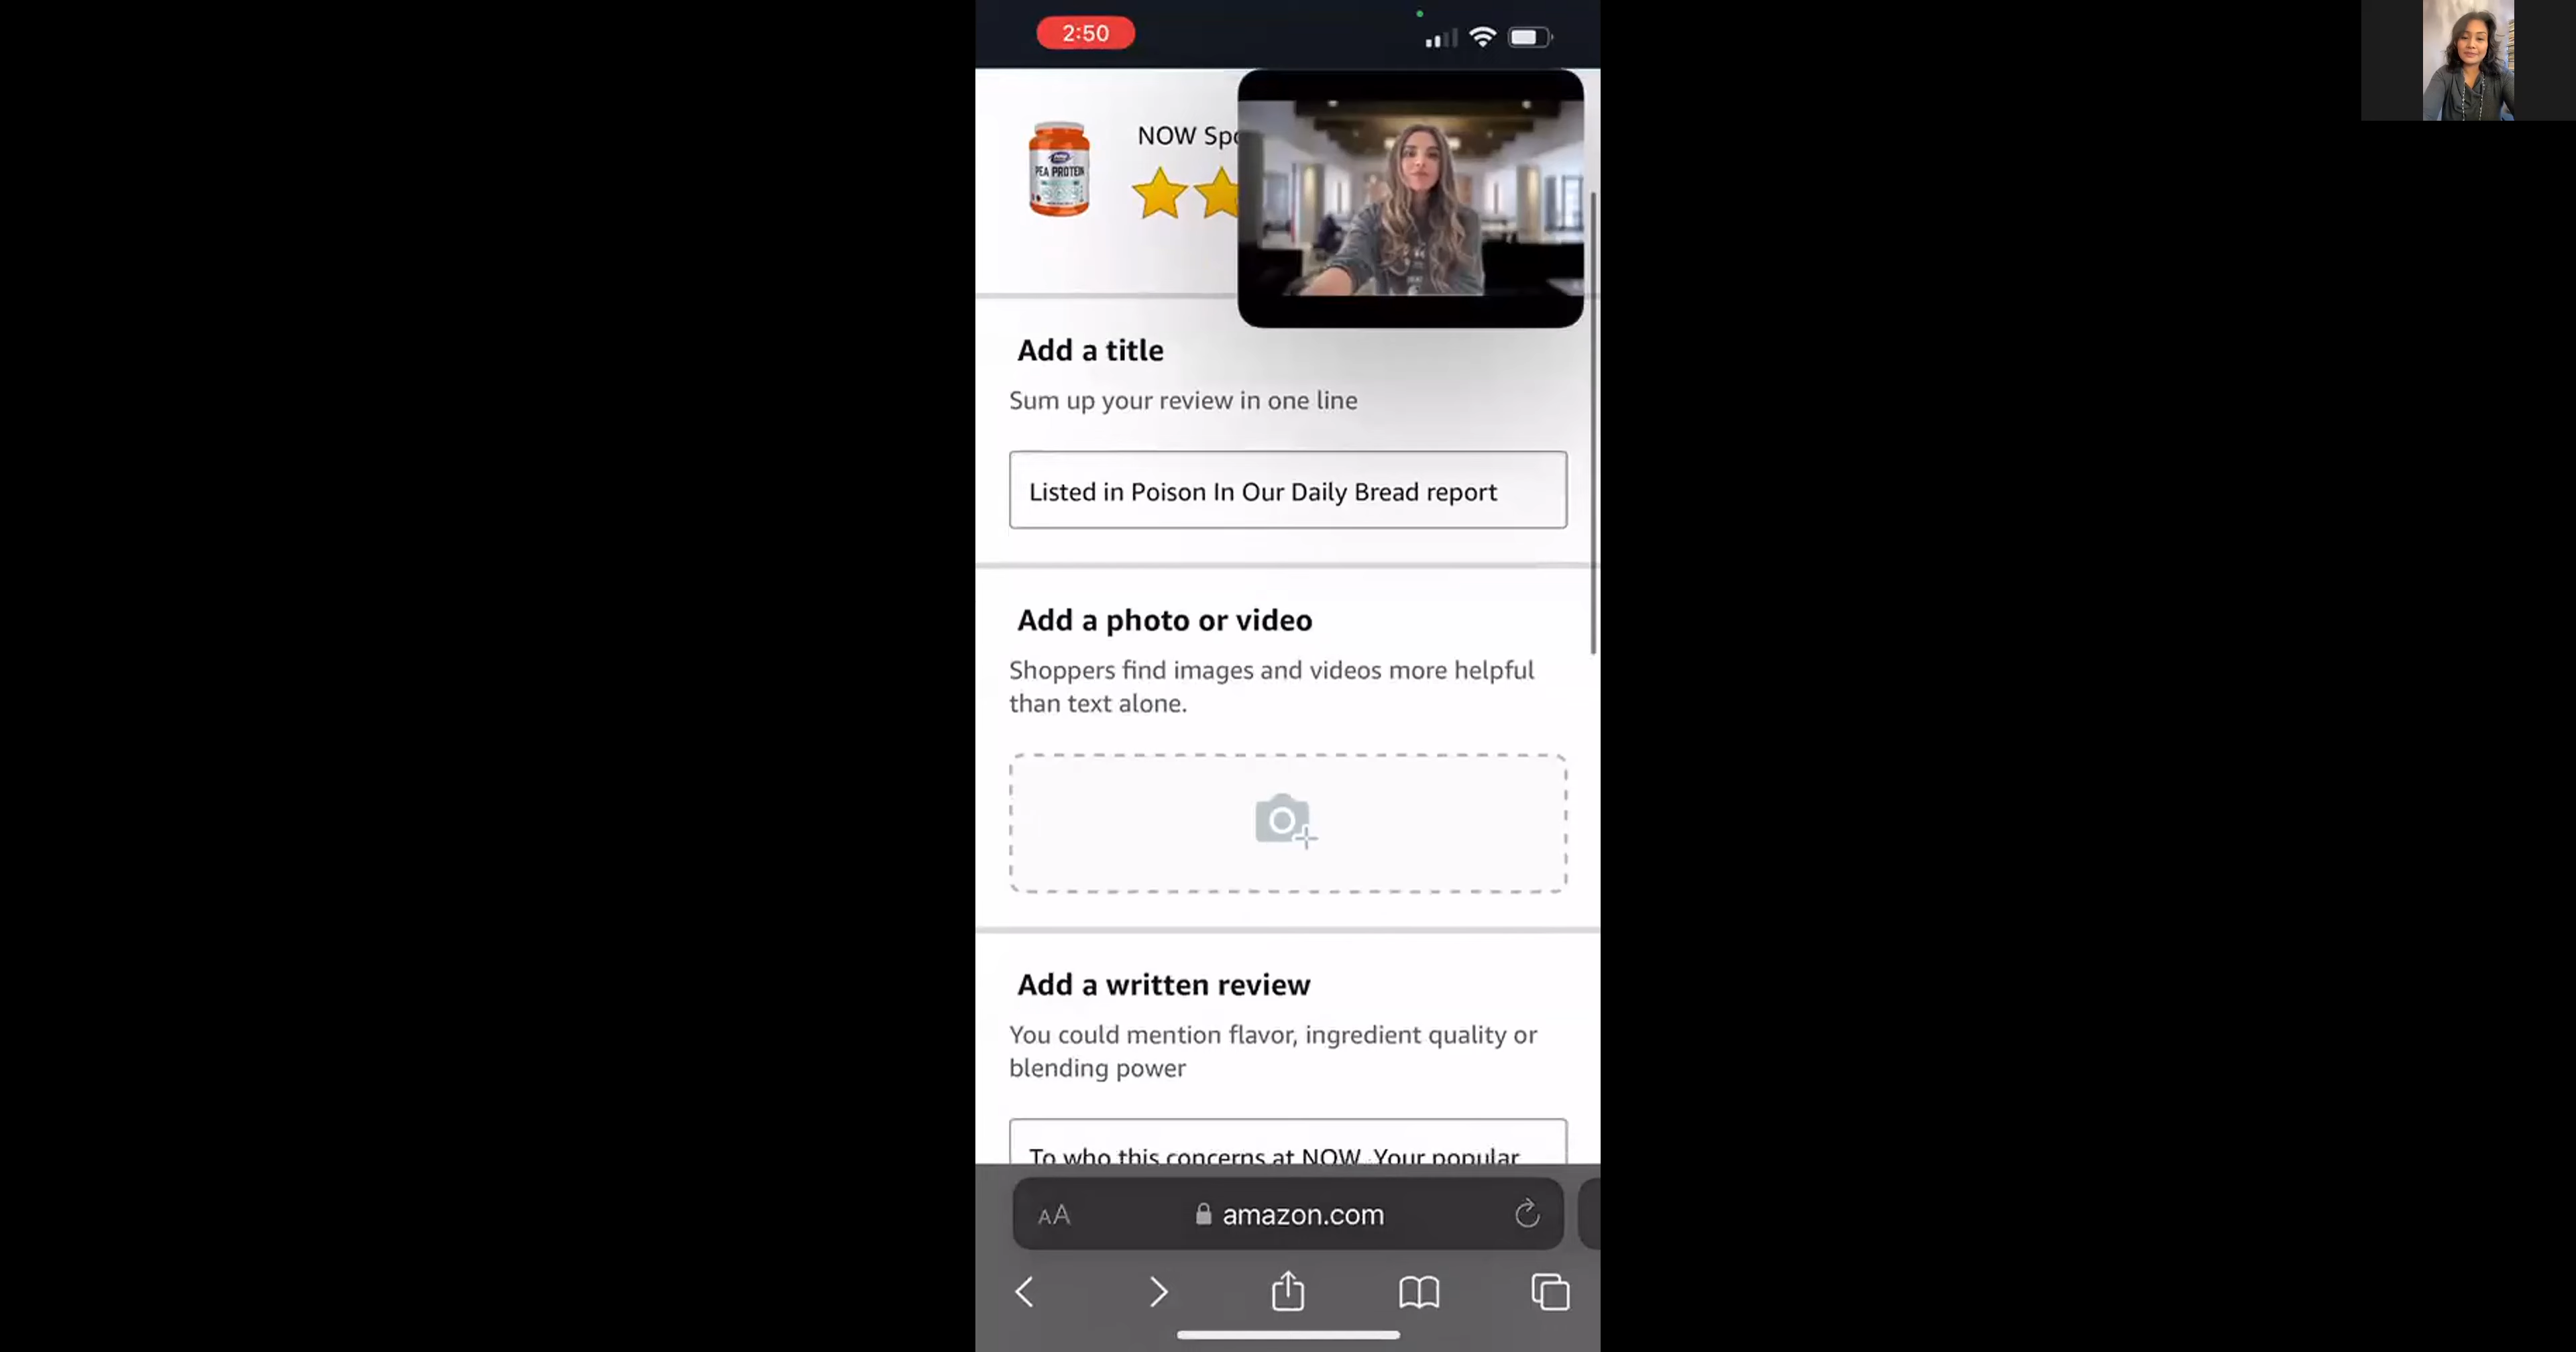 2:50
NOW Spo
PEA PROTEIN
Add a title
Sum up your review in one line
Listed in Poison In Our Daily Bread report
Add a photo or video
Shoppers find images and videos more helpful
than text alone.
Add a written review
You could mention flavor, ingredient quality or
blending power
To who this concerns at NOW, Your popular
AA
amazon.com